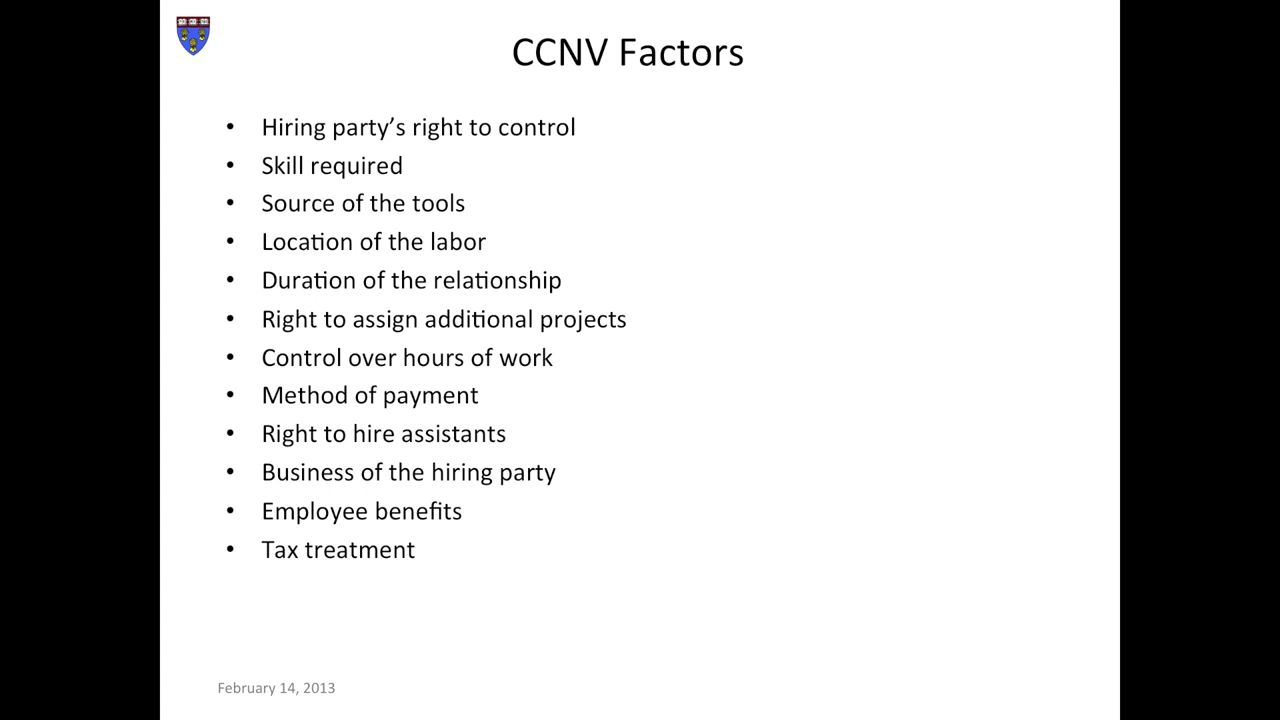 CCNV Factors
• Hiring party’s right to control
• Skill required
• Source of the tools
• Location of the labor
• Duration of the relationship
• Right to assign additional projects
• Control over hours of work
• Method of payment
• Right to hire assistants
• Business of the hiring party
• Employee benefits
• Tax treatment
February 14, 2013